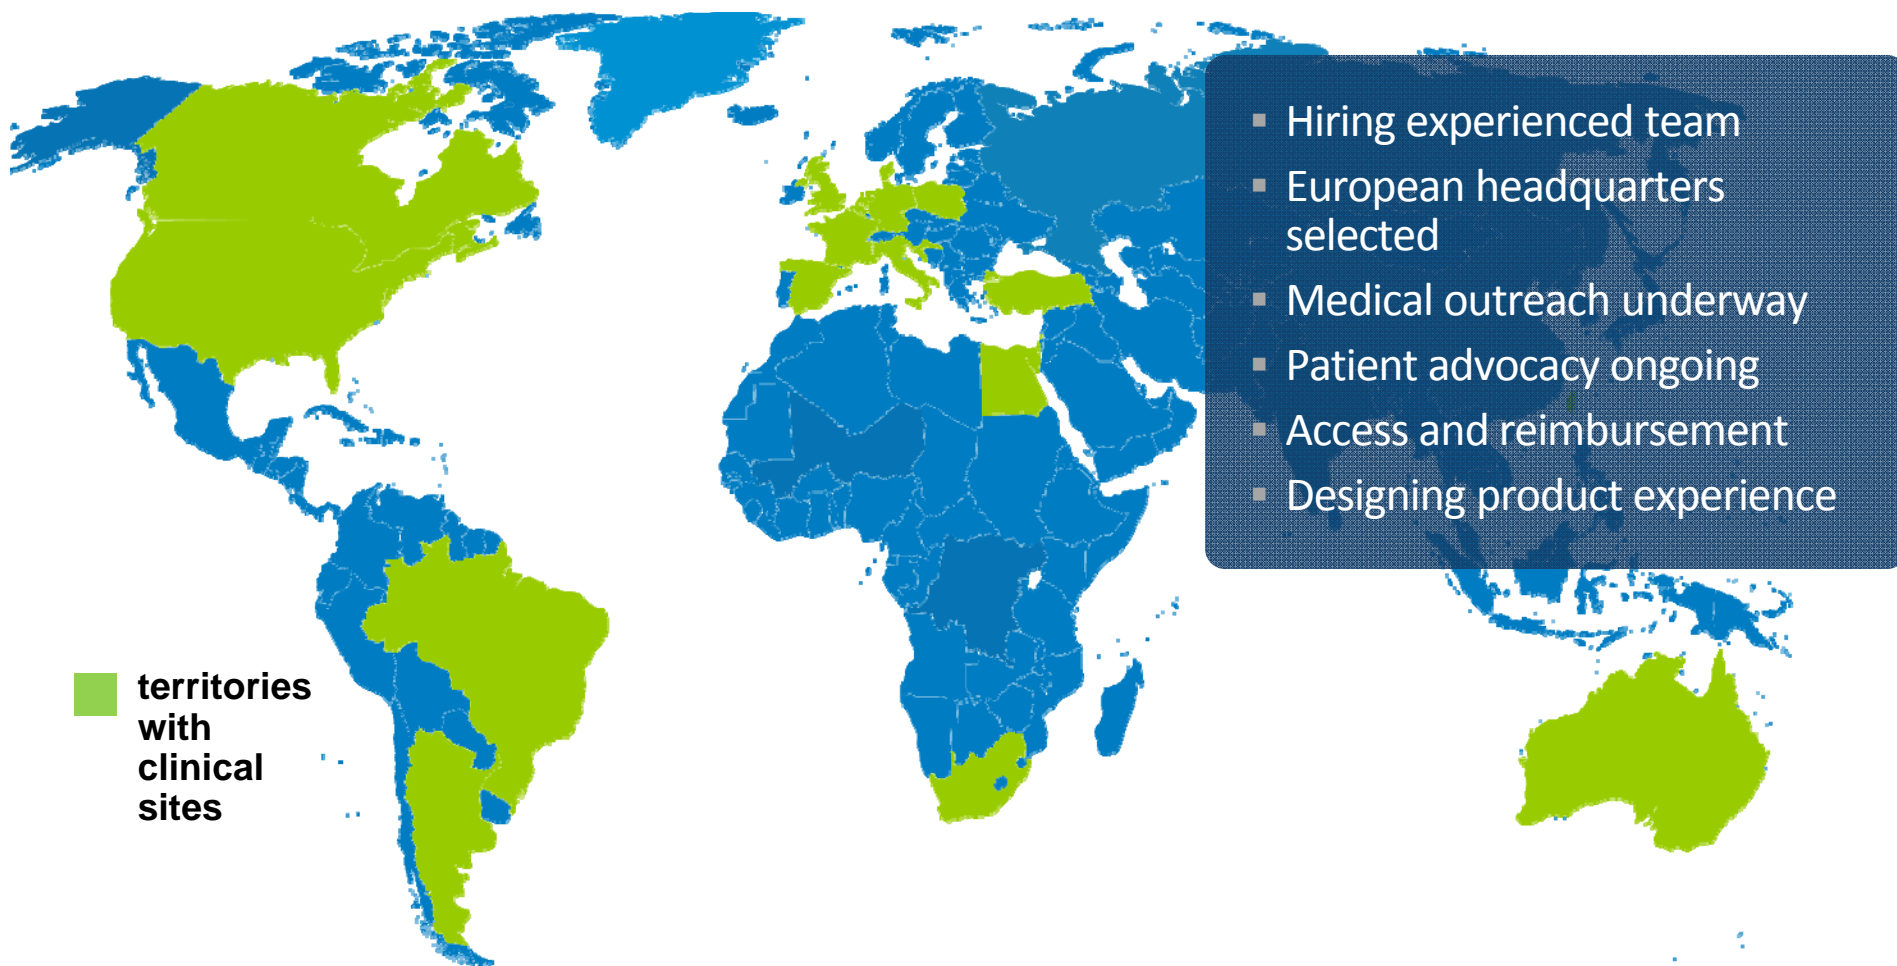 Hiring experienced team
European headquarters
selected
Medical outreach underway
Patient advocacy ongoing
Access and reimbursement
Designing product experience
territories
with
clinical
sites